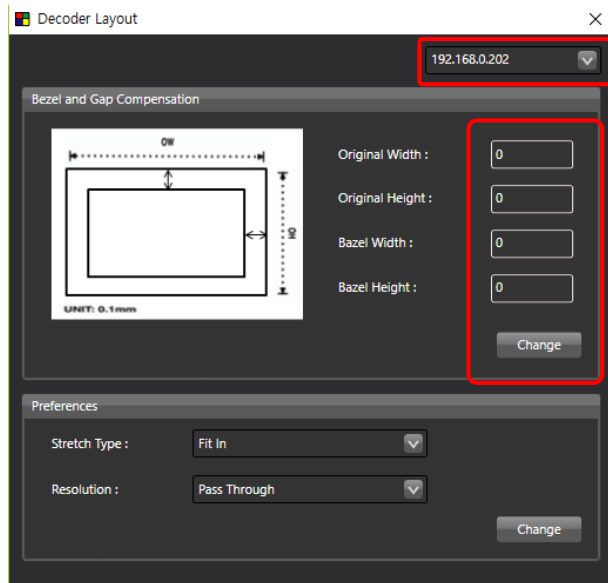 Decoder Layout
192.168.0.202
Bezel and Gap Compensation
OW
OH
UNIT: 0.1mm
Original Width : 0
Original Height : 0
Bazel Width : 0
Bazel Height : 0
Change
Preferences
Stretch Type : Fit In
Resolution : Pass Through
Change